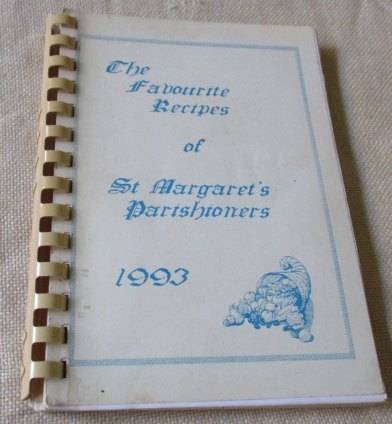 The
Favourite
Recipes
of
St Margaret's
Parishioners
1993